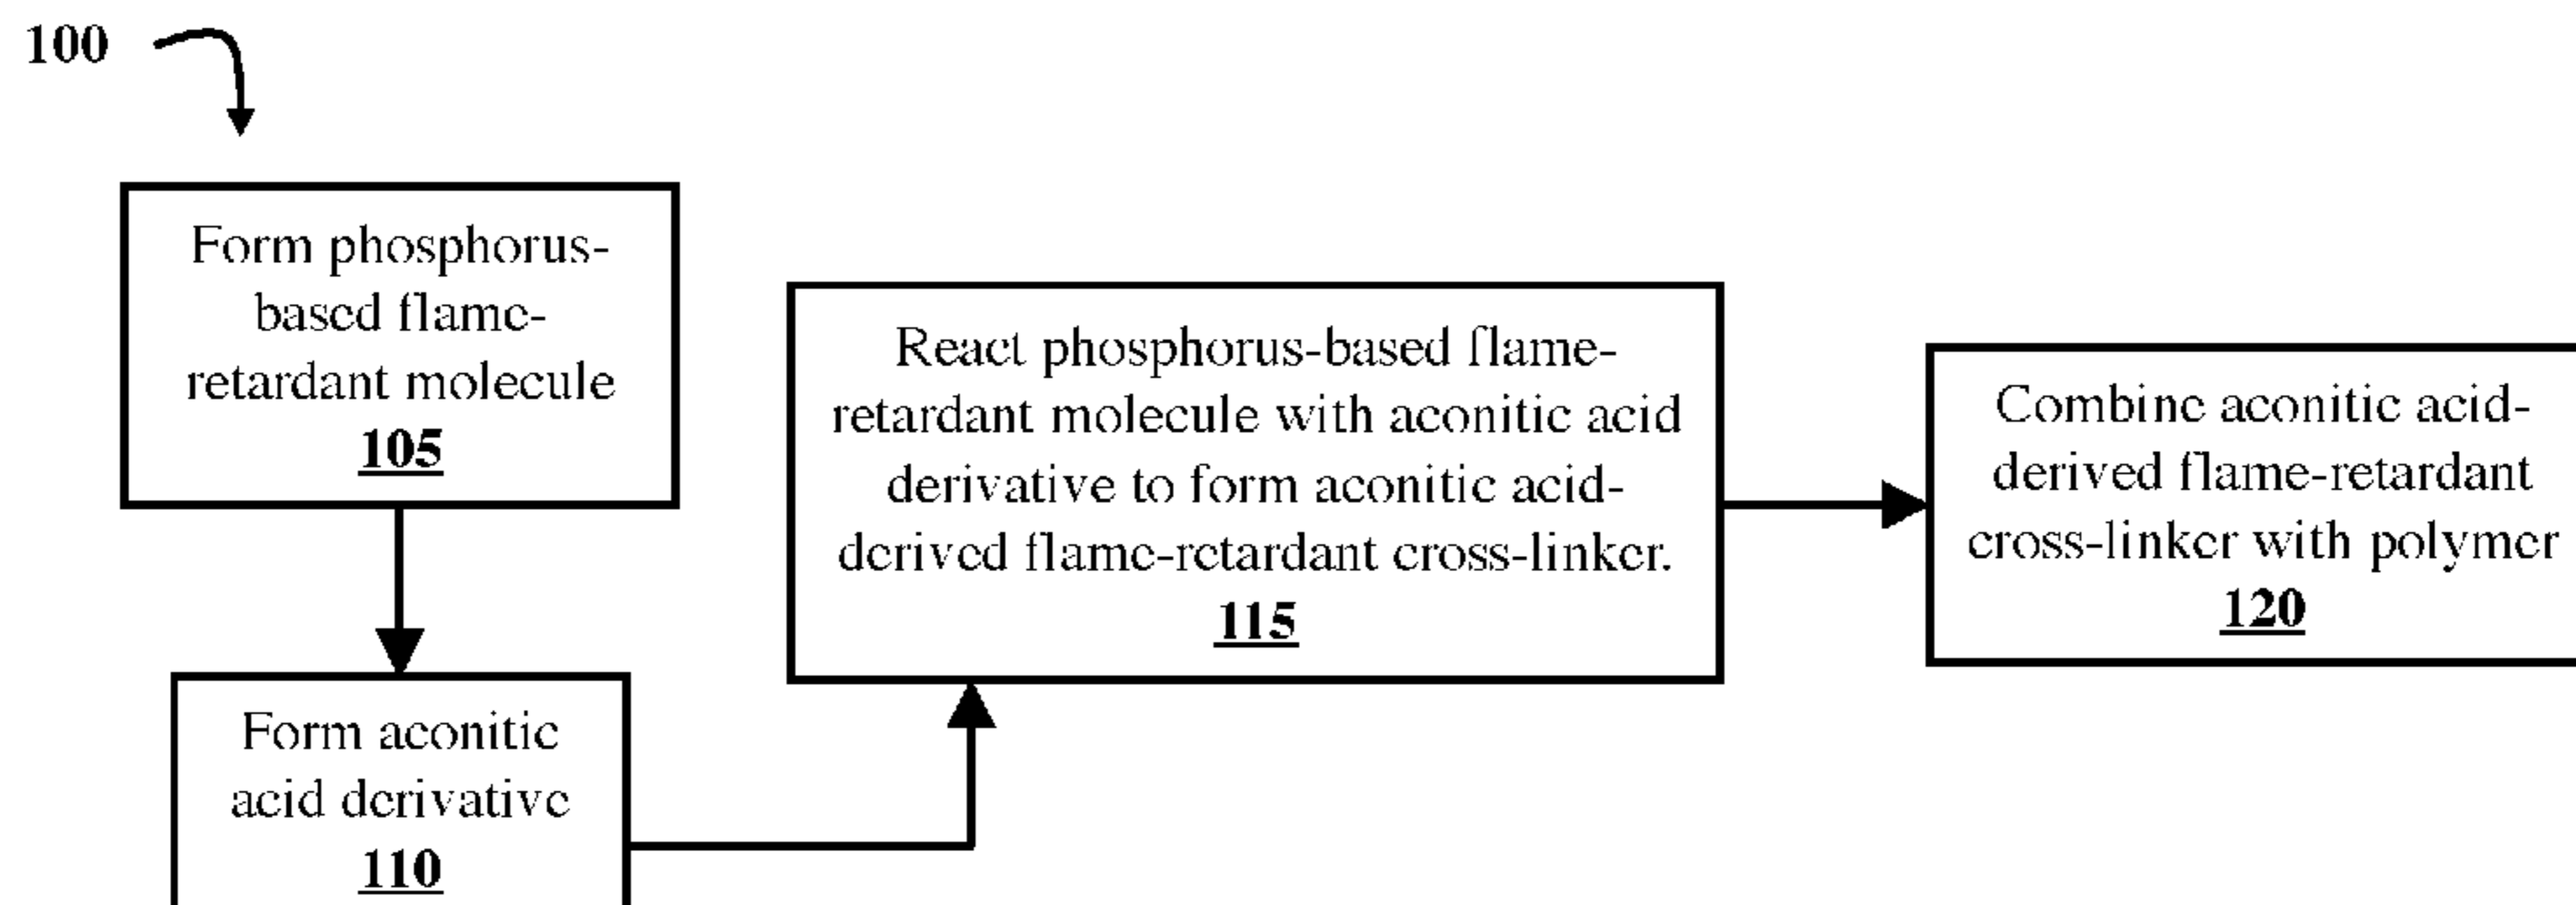 100
Form phosphorus-
based flame-
retardant molecule
105
Form aconitic
acid derivative
110
React phosphorus-based flame-
retardant molecule with aconitic acid
derivative to form aconitic acid-
derived flame-retardant cross-linker.
115
Combine aconitic acid-
derived flame-retardant
cross-linker with polymer
120